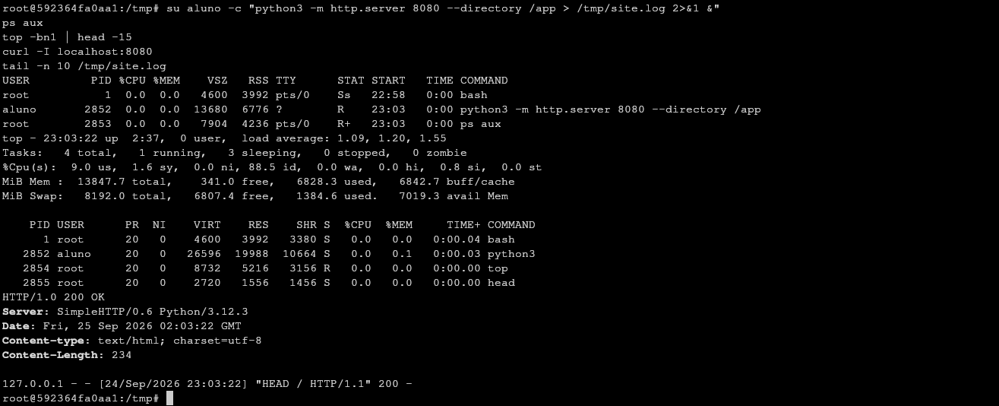 root@592364fa0aa1:/tmp# su aluno -c "python3 -m http.server 8080 --directory /app > /tmp/site.log 2>&1 &"
ps aux
top -bn1 | head -15
curl -I localhost:8080
tail -n 10 /tmp/site.log
USER         PID %CPU %MEM    VSZ   RSS TTY      STAT START   TIME COMMAND
root           1  0.0  0.0   4600  3992 pts/0    Ss   22:58   0:00 bash
aluno       2852  0.0  0.0  13680  6776 ?        R    23:03   0:00 python3 -m http.server 8080 --directory /app
root        2853  0.0  0.0   7904  4236 pts/0    R+   23:03   0:00 ps aux
top - 23:03:22 up  2:37,  0 user,  load average: 1.09, 1.20, 1.55
Tasks:   4 total,   1 running,   3 sleeping,   0 stopped,   0 zombie
%Cpu(s):  9.0 us,  1.6 sy,  0.0 ni, 88.5 id,  0.0 wa,  0.0 hi,  0.8 si,  0.0 st
MiB Mem :  13847.7 total,    341.0 free,   6828.3 used,   6842.7 buff/cache
MiB Swap:   8192.0 total,   6807.4 free,   1384.6 used.   7019.3 avail Mem

    PID USER      PR  NI    VIRT    RES    SHR S  %CPU  %MEM     TIME+ COMMAND
      1 root      20   0    4600   3992   3380 S   0.0   0.0   0:00.04 bash
   2852 aluno     20   0   26596  19988  10664 S   0.0   0.1   0:00.03 python3
   2854 root      20   0    8732   5216   3156 R   0.0   0.0   0:00.00 top
   2855 root      20   0    2720   1556   1456 S   0.0   0.0   0:00.00 head
HTTP/1.0 200 OK
Server: SimpleHTTP/0.6 Python/3.12.3
Date: Fri, 25 Sep 2026 02:03:22 GMT
Content-type: text/html; charset=utf-8
Content-Length: 234

127.0.0.1 - - [24/Sep/2026 23:03:22] "HEAD / HTTP/1.1" 200 -
root@592364fa0aa1:/tmp#